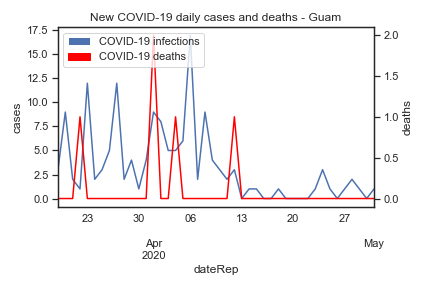 New COVID-19 daily cases and deaths - Guam
COVID-19 infections
COVID-19 deaths
17.5
15.0
12.5
10.0
7.5
5.0
2.5
0.0
cases
2.0
1.5
1.0
0.5
0.0
deaths
23 30 06 13 20 27
Apr May
2020
dateRep